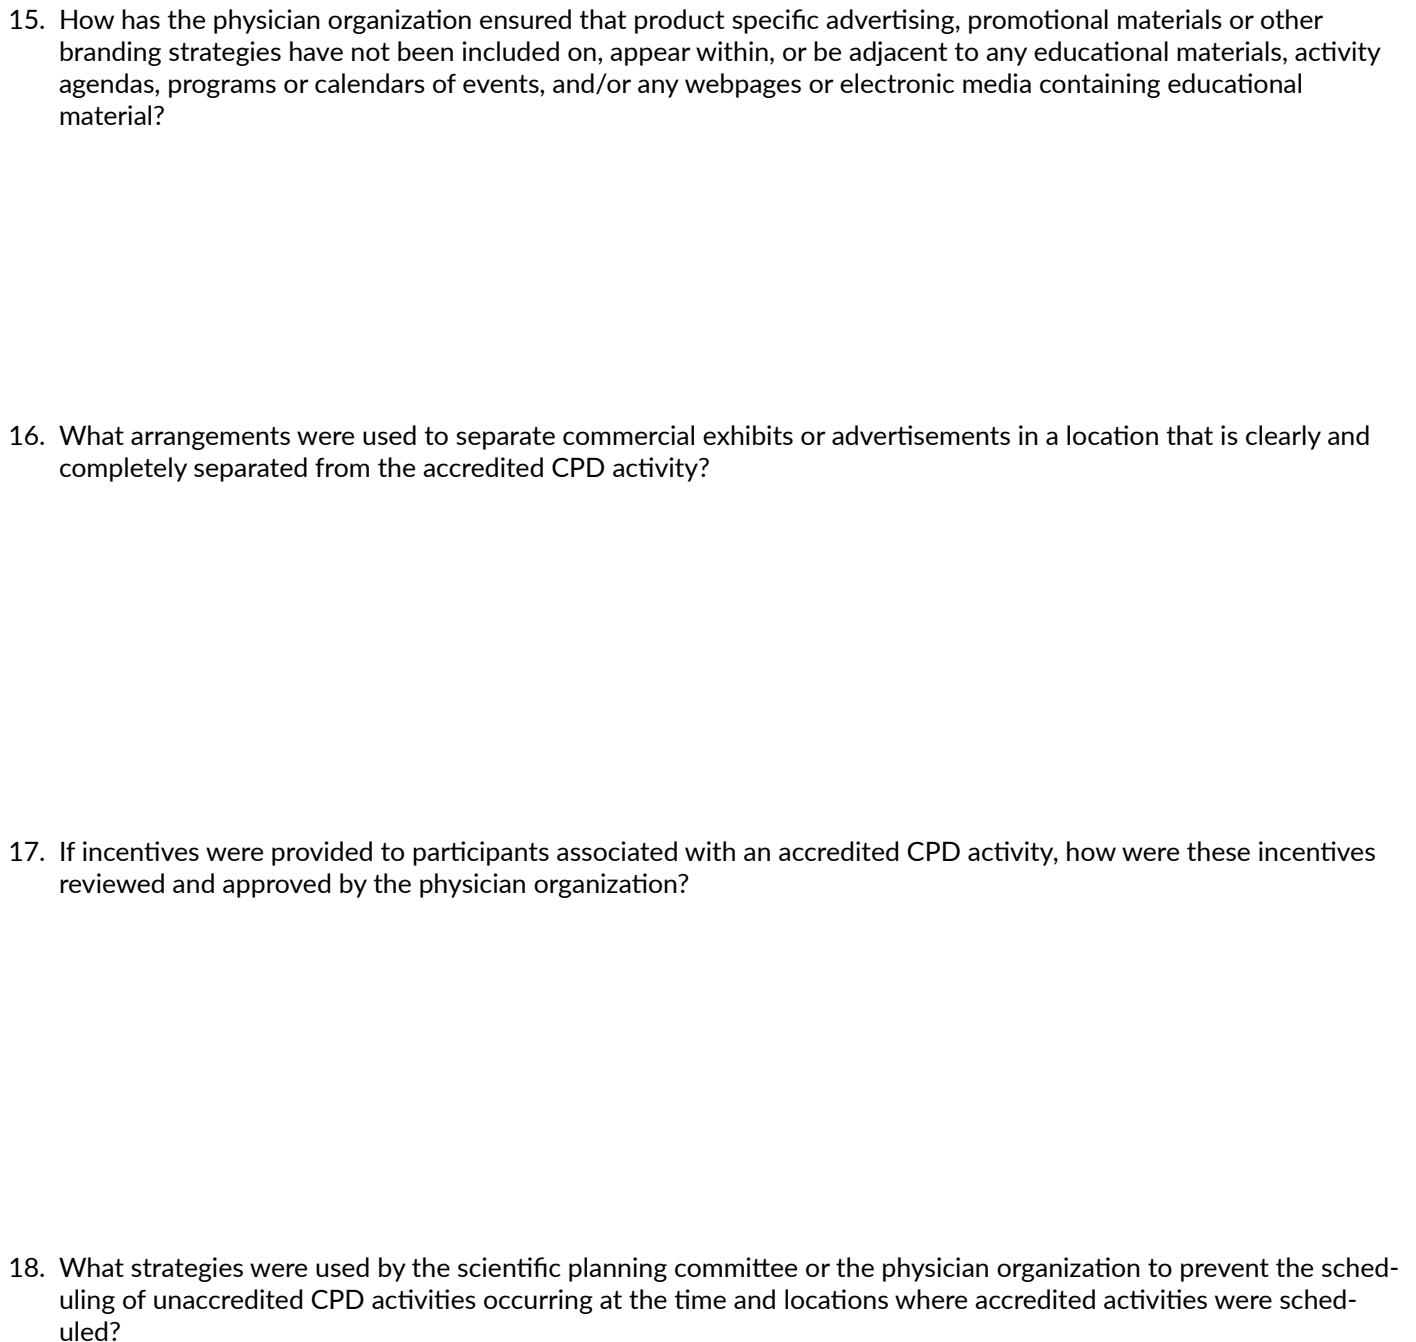 15. How has the physician organization ensured that product specific advertising, promotional materials or other
branding strategies have not been included on, appear within, or be adjacent to any educational materials, activity
agendas, programs or calendars of events, and/or any webpages or electronic media containing educational
material?
16. What arrangements were used to separate commercial exhibits or advertisements in a location that is clearly and
completely separated from the accredited CPD activity?
17. If incentives were provided to participants associated with an accredited CPD activity, how were these incentives
reviewed and approved by the physician organization?
18. What strategies were used by the scientific planning committee or the physician organization to prevent the sched-
uling of unaccredited CPD activities occurring at the time and locations where accredited activities were sched-
uled?